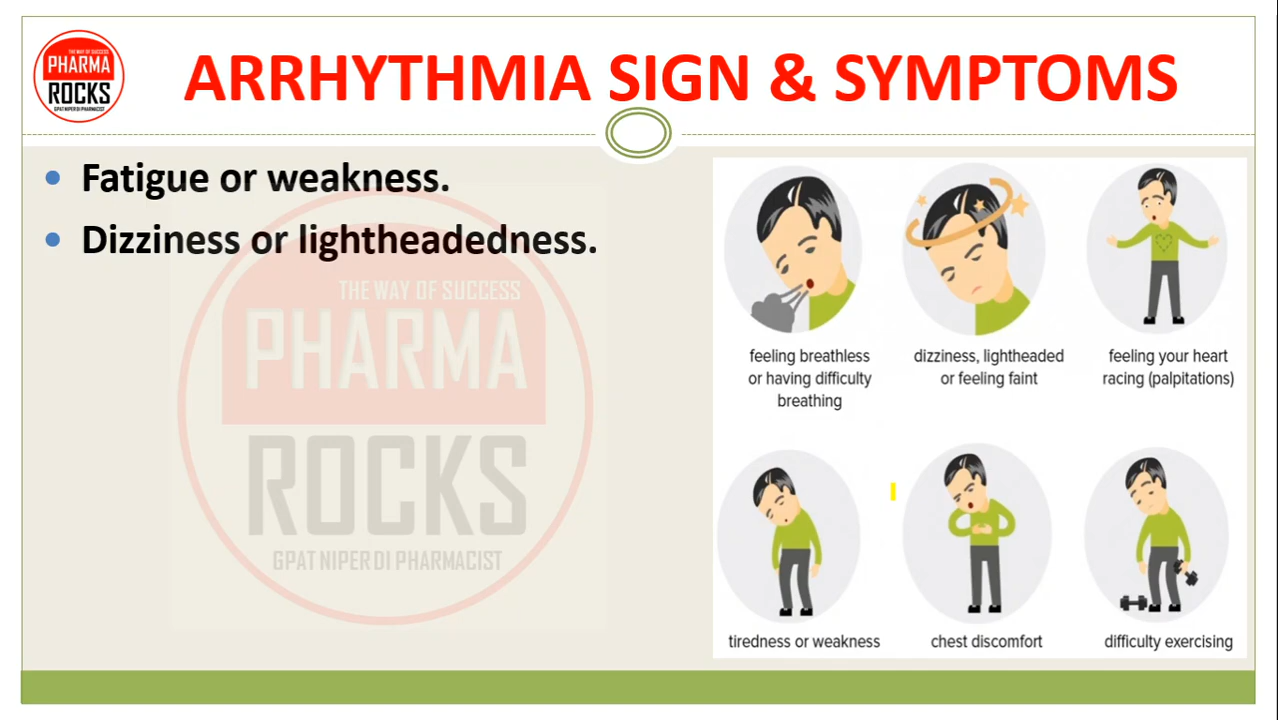 THE WAY OF SUCCESS
PHARMA
ROCKS
GPAT NIPER DI PHARMACIST
ARRHYTHMIA SIGN & SYMPTOMS
• Fatigue or weakness.
• Dizziness or lightheadedness.
THE WAY OF SUCCESS
PHARMA
ROCKS
GPAT NIPER DI PHARMACIST
feeling breathless
or having difficulty
breathing
dizziness, lightheaded
or feeling faint
feeling your heart
racing (palpitations)
tiredness or weakness
chest discomfort
difficulty exercising